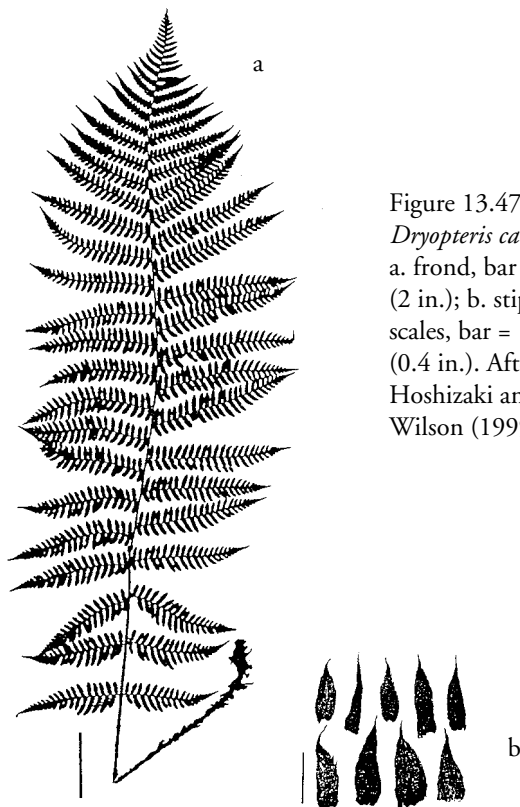 a
Figure 13.47
Dryopteris ca
a. frond, bar
(2 in.); b. sti
scales, bar =
(0.4 in.). Aft
Hoshizaki an
Wilson (199
b